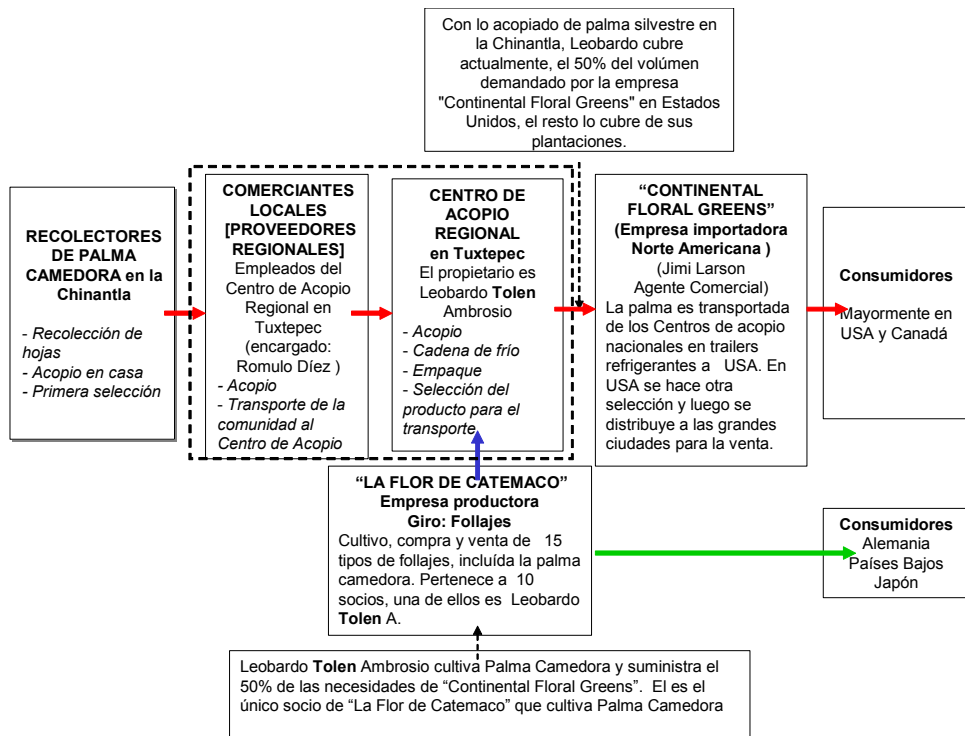 Con lo acopiado de palma silvestre en
la Chinantla, Leobardo cubre
actualmente, el 50% del volúmen
demandado por la empresa
"Continental Floral Greens" en Estados
Unidos, el resto lo cubre de sus
plantaciones.
RECOLECTORES
DE PALMA
CAMEDORA en la
Chinantla
- Recolección de
hojas
- Acopio en casa
- Primera selección
COMERCIANTES
LOCALES
[PROVEEDORES
REGIONALES]
Empleados del
Centro de Acopio
Regional en
Tuxtepec
(encargado:
Romulo Díez )
- Acopio
- Transporte de la
comunidad al
Centro de Acopio
CENTRO DE
ACOPIO
REGIONAL
en Tuxtepec
El propietario es
Leobardo Tolen
Ambrosio
- Acopio
- Cadena de frío
- Empaque
- Selección del
producto para el
transporte
“CONTINENTAL
FLORAL GREENS”
(Empresa importadora
Norte Americana )
(Jimi Larson
Agente Comercial)
La palma es transportada
de los Centros de acopio
nacionales en trailers
refrigerantes a USA. En
USA se hace otra
selección y luego se
distribuye a las grandes
ciudades para la venta.
Consumidores
Mayormente en
USA y Canadá
“LA FLOR DE CATEMACO”
Empresa productora
Giro: Follajes
Cultivo, compra y venta de 15
tipos de follajes, incluída la palma
camedora. Pertenece a 10
socios, una de ellos es Leobardo
Tolen A.
Consumidores
Alemania
Países Bajos
Japón
Leobardo Tolen Ambrosio cultiva Palma Camedora y suministra el
50% de las necesidades de “Continental Floral Greens”. El es el
único socio de “La Flor de Catemaco” que cultiva Palma Camedora